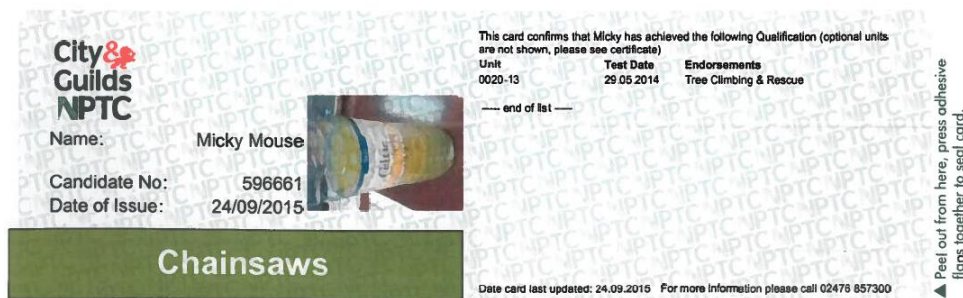 City&
Guilds
NPTC
Name: Micky Mouse
Candidate No: 596661
Date of Issue: 24/09/2015
Chainsaws
This card confirms that Micky has achieved the following Qualification (optional units
are not shown, please see certificate)
Unit Test Date Endorsements
0020-13 29.05.2014 Tree Climbing & Rescue
---- end of list ----
Date card last updated: 24.09.2015 For more information please call 02476 857300
▲ Peel out from here, press adhesive
flaps together to seal card.